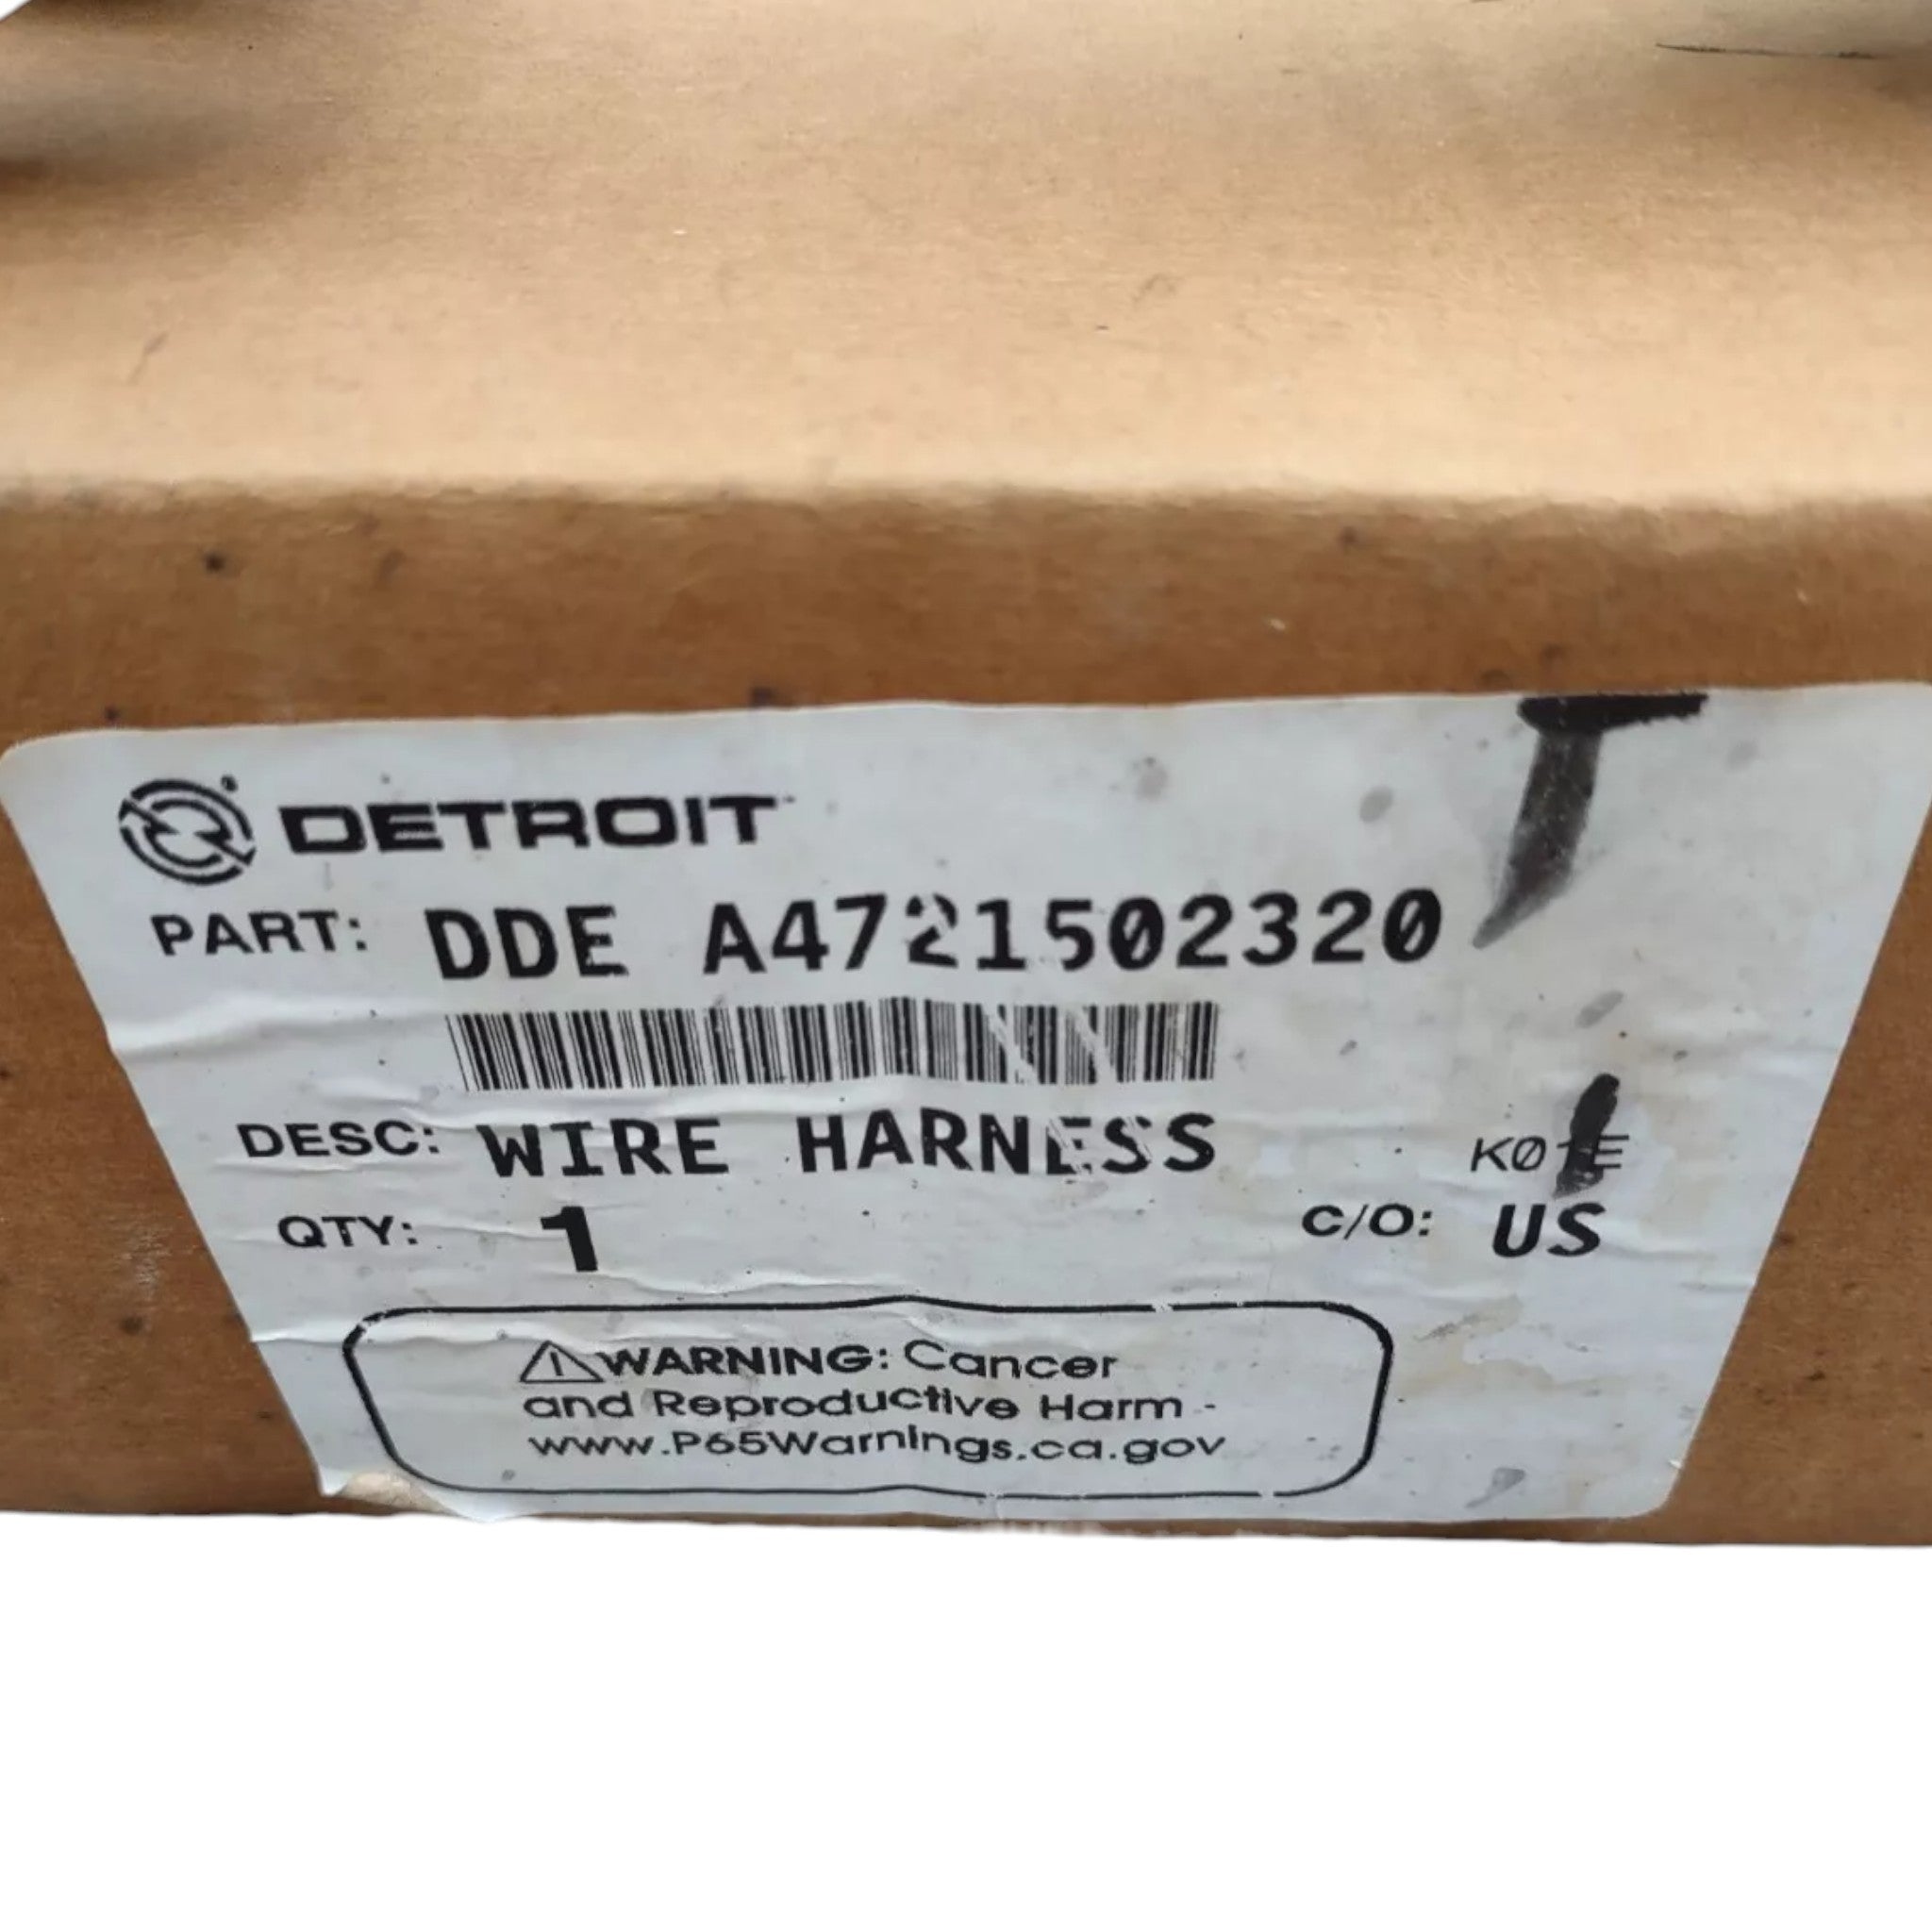 DETROIT
PART: DDE A4721502320
DESC: WIRE HARNESS
QTY: 1
C/O: US
⚠WARNING: Cancer
and Reproductive Harm -
www.P65Warnings.ca.gov